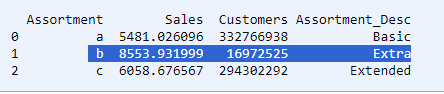 Assortment Sales Customers Assortment_Desc
0 a 5481.026096 332766938 Basic
1 b 8553.931999 16972525 Extra
2 c 6058.676567 294302292 Extended